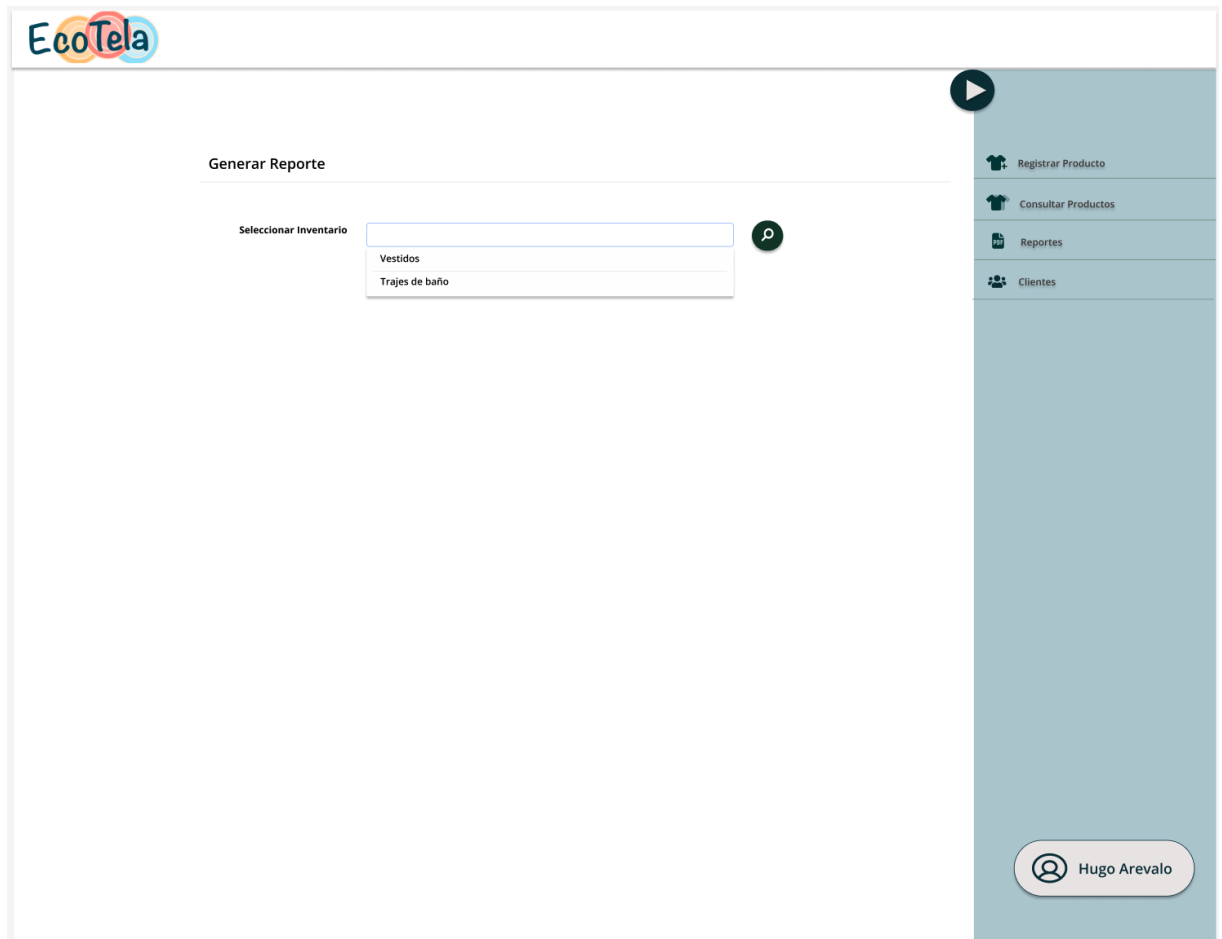 EcoTela
Generar Reporte
Seleccionar Inventario
Vestidos
Trajes de baño
Registrar Producto
Consultar Productos
PDF
Reportes
Clientes
Hugo Arevalo